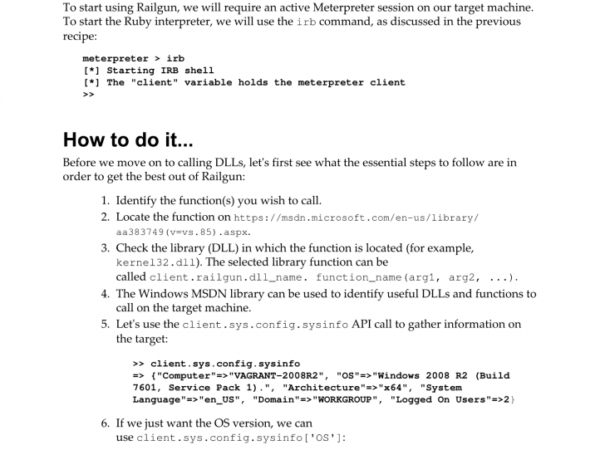 To start using Railgun, we will require an active Meterpreter session on our target machine.
To start the Ruby interpreter, we will use the irb command, as discussed in the previous
recipe:
meterpreter > irb
[*] Starting IRB shell
[*] The "client" variable holds the meterpreter client
>>
How to do it...
Before we move on to calling DLLs, let's first see what the essential steps to follow are in
order to get the best out of Railgun:
1. Identify the function(s) you wish to call.
2. Locate the function on https://msdn.microsoft.com/en-us/library/
aa383749(v=vs.85).aspx.
3. Check the library (DLL) in which the function is located (for example,
kernel32.dll). The selected library function can be
called client.railgun.dll_name. function_name(arg1, arg2, ...).
4. The Windows MSDN library can be used to identify useful DLLs and functions to
call on the target machine.
5. Let's use the client.sys.config.sysinfo API call to gather information on
the target:
>> client.sys.config.sysinfo
=> {"Computer"=>"VAGRANT-2008R2", "OS"=>"Windows 2008 R2 (Build
7601, Service Pack 1).", "Architecture"=>"x64", "System
Language"=>"en_US", "Domain"=>"WORKGROUP", "Logged On Users"=>2}
6. If we just want the OS version, we can
use client.sys.config.sysinfo['OS']: